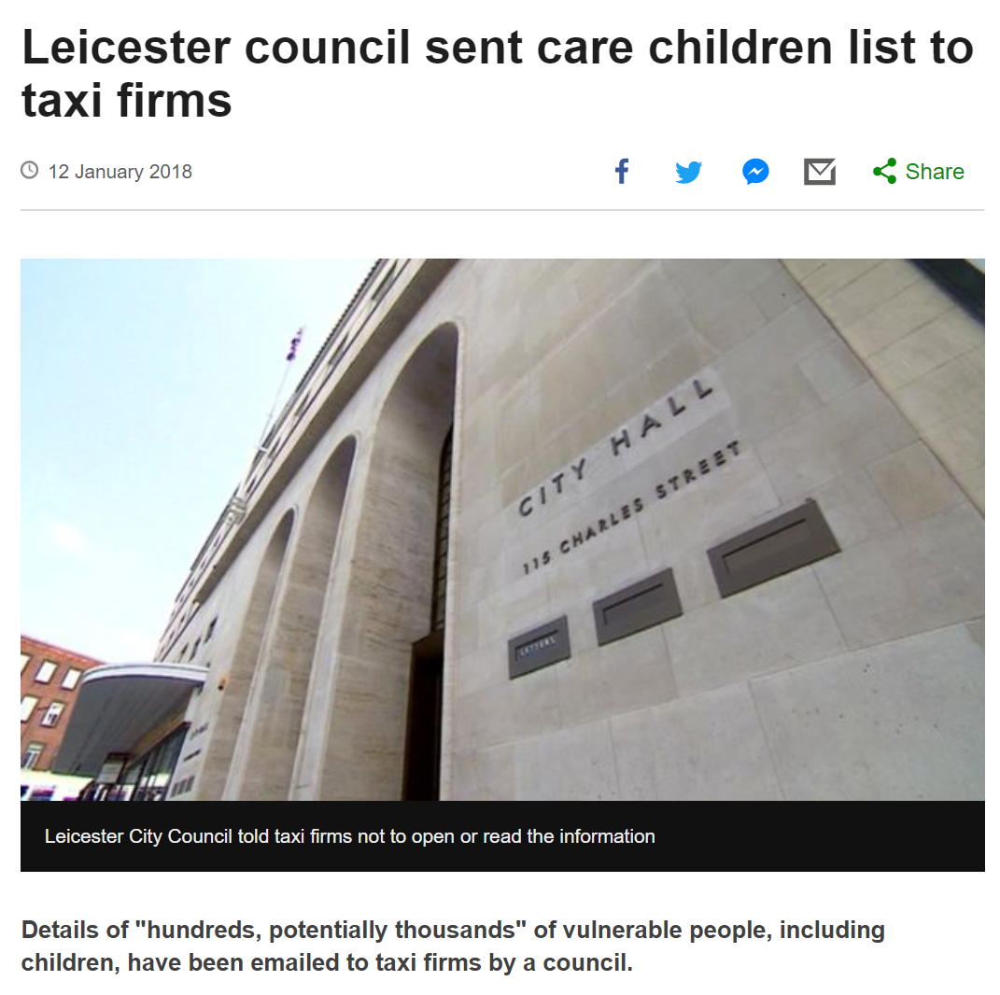 Leicester council sent care children list to
taxi firms
12 January 2018
Share
CITY HALL
115 CHARLES STREET
LETTERS
Leicester City Council told taxi firms not to open or read the information
Details of "hundreds, potentially thousands" of vulnerable people, including
children, have been emailed to taxi firms by a council.